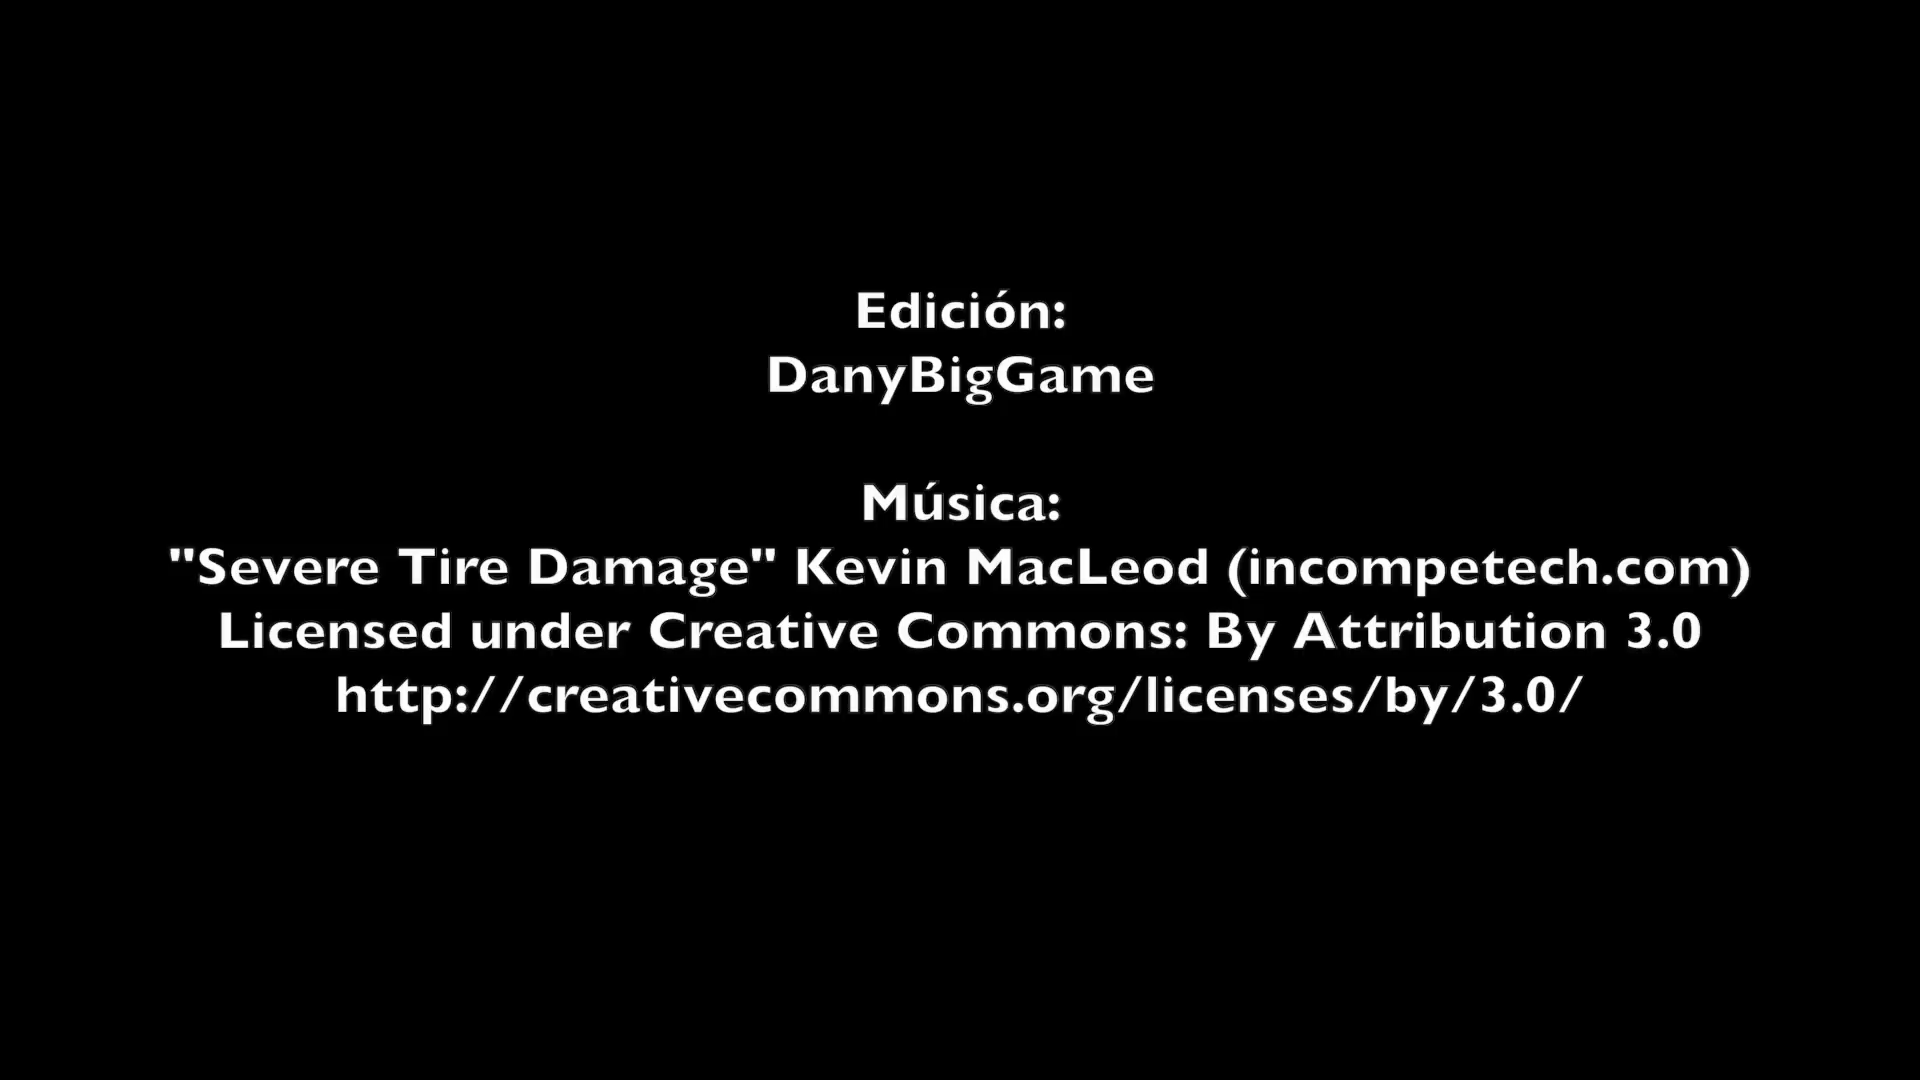 Edición:
DanyBigGame
Música:
"Severe Tire Damage" Kevin MacLeod (incompetech.com)
Licensed under Creative Commons: By Attribution 3.0
http://creativecommons.org/licenses/by/3.0/